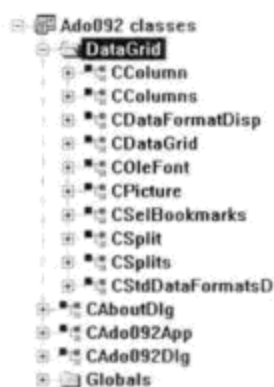 Ado092 classes
DataGrid
CColumn
CColumns
CDataFormatDisp
CDataGrid
COleFont
CPicture
CSelBookmarks
CSplit
CSplits
CStdDataFormatsD
CAboutDlg
CAdo092App
CAdo092Dlg
Globals